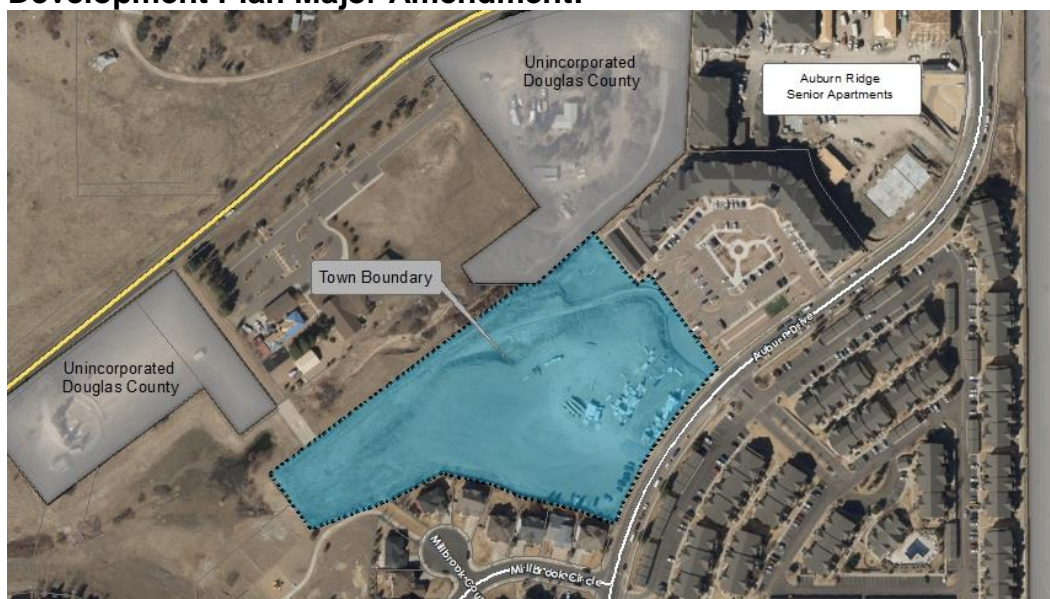 Development Plan Major Amendment:
Unincorporated
Douglas County
Auburn Ridge
Senior Apartments
Town Boundary
Unincorporated
Douglas County
Auburn Drive
Millbrook Circle